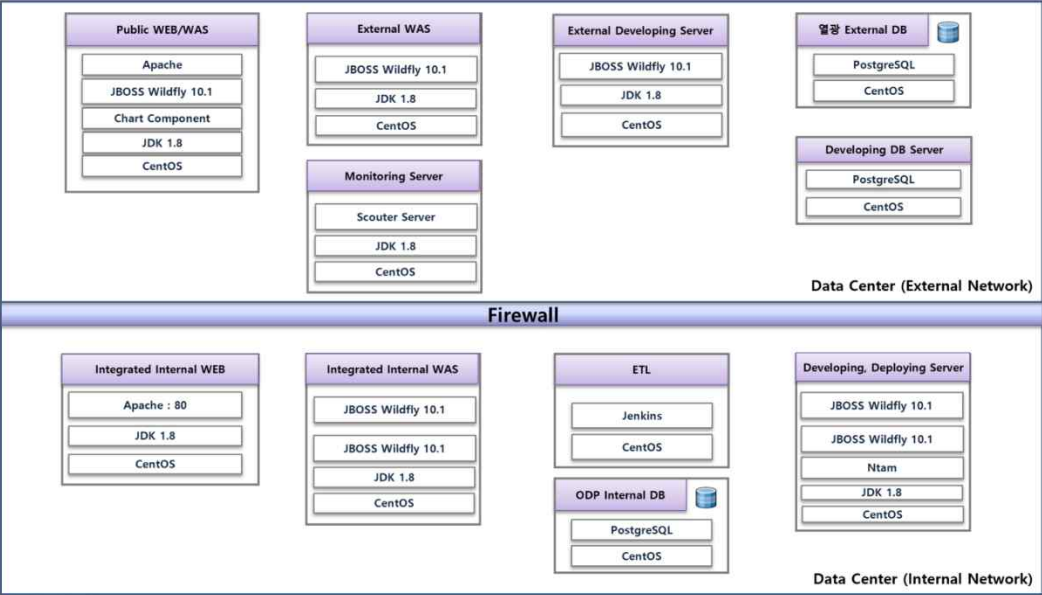 Public WEB/WAS
Apache
JBOSS Wildfly 10.1
Chart Component
JDK 1.8
CentOS
External WAS
JBOSS Wildfly 10.1
JDK 1.8
CentOS
Monitoring Server
Scouter Server
JDK 1.8
CentOS
External Developing Server
JBOSS Wildfly 10.1
JDK 1.8
CentOS
열광 External DB
PostgreSQL
CentOS
Developing DB Server
PostgreSQL
CentOS
Data Center (External Network)
Firewall
Integrated Internal WEB
Apache : 80
JDK 1.8
CentOS
Integrated Internal WAS
JBOSS Wildfly 10.1
JBOSS Wildfly 10.1
JDK 1.8
CentOS
ETL
Jenkins
CentOS
ODP Internal DB
PostgreSQL
CentOS
Developing, Deploying Server
JBOSS Wildfly 10.1
JBOSS Wildfly 10.1
Ntam
JDK 1.8
CentOS
Data Center (Internal Network)